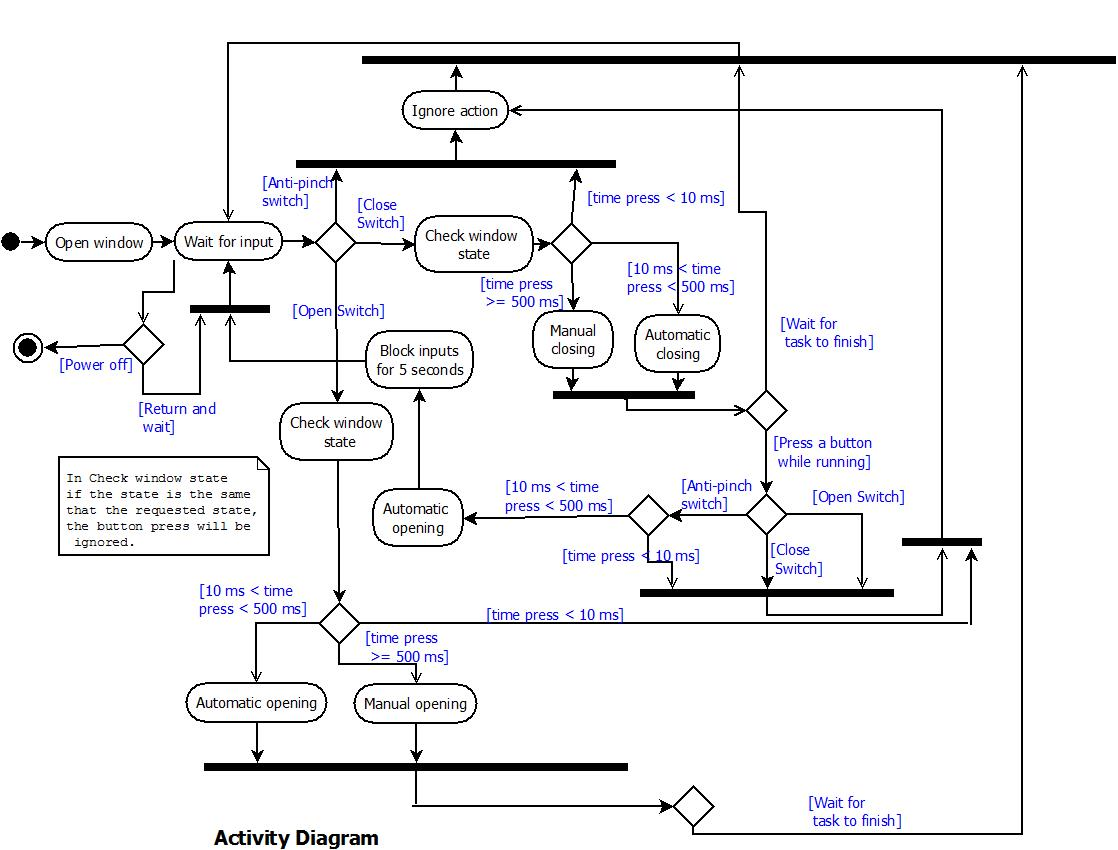 Ignore action
[Anti-pinch
switch]
[Close
Switch]
[time press < 10 ms]
Open window
Wait for input
Check window
state
[time press
>= 500 ms]
[10 ms < time
press < 500 ms]
[Open Switch]
Manual
closing
Automatic
closing
[Wait for
task to finish]
[Power off]
Block inputs
for 5 seconds
[Return and
wait]
Check window
state
[Press a button
while running]
In Check window state
if the state is the same
that the requested state,
the button press will be
ignored.
Automatic
opening
[10 ms < time
press < 500 ms]
[Anti-pinch
switch]
[Open Switch]
[time press < 10 ms]
[Close
Switch]
[10 ms < time
press < 500 ms]
[time press < 10 ms]
[time press
>= 500 ms]
Automatic opening
Manual opening
[Wait for
task to finish]
Activity Diagram